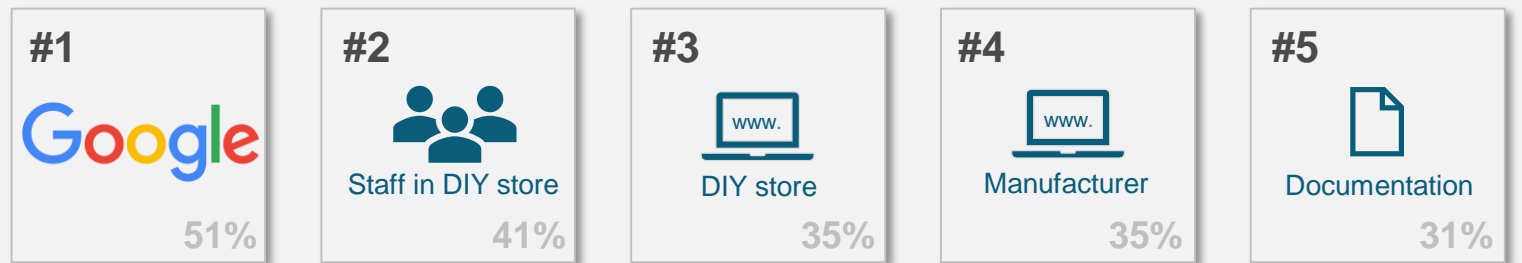 #1
Google
51%
#2
Staff in DIY store
41%
#3
www.
DIY store
35%
#4
www.
Manufacturer
35%
#5
Documentation
31%